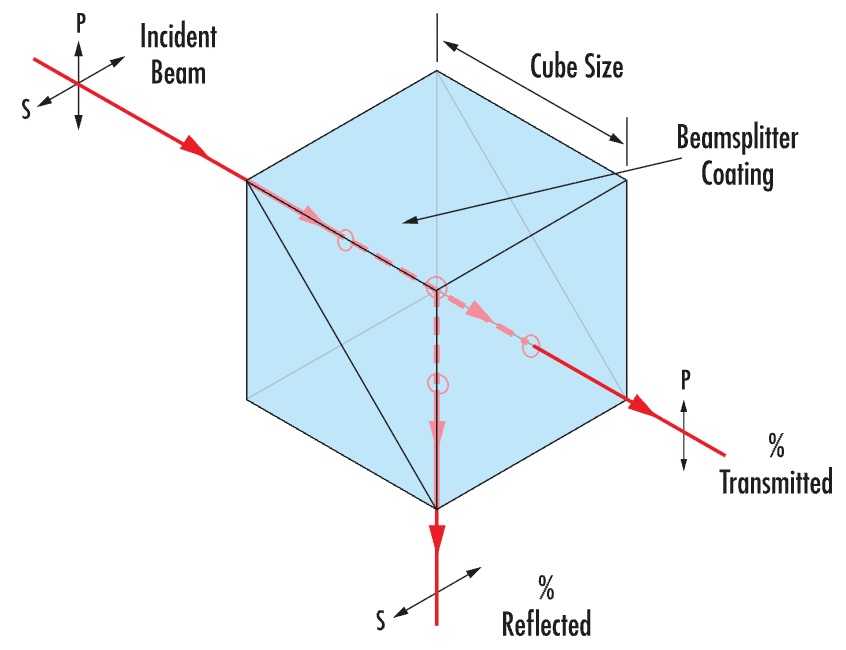 P
Incident
Beam
S
Cube Size
Beamsplitter
Coating
P
%
Transmitted
S
%
Reflected